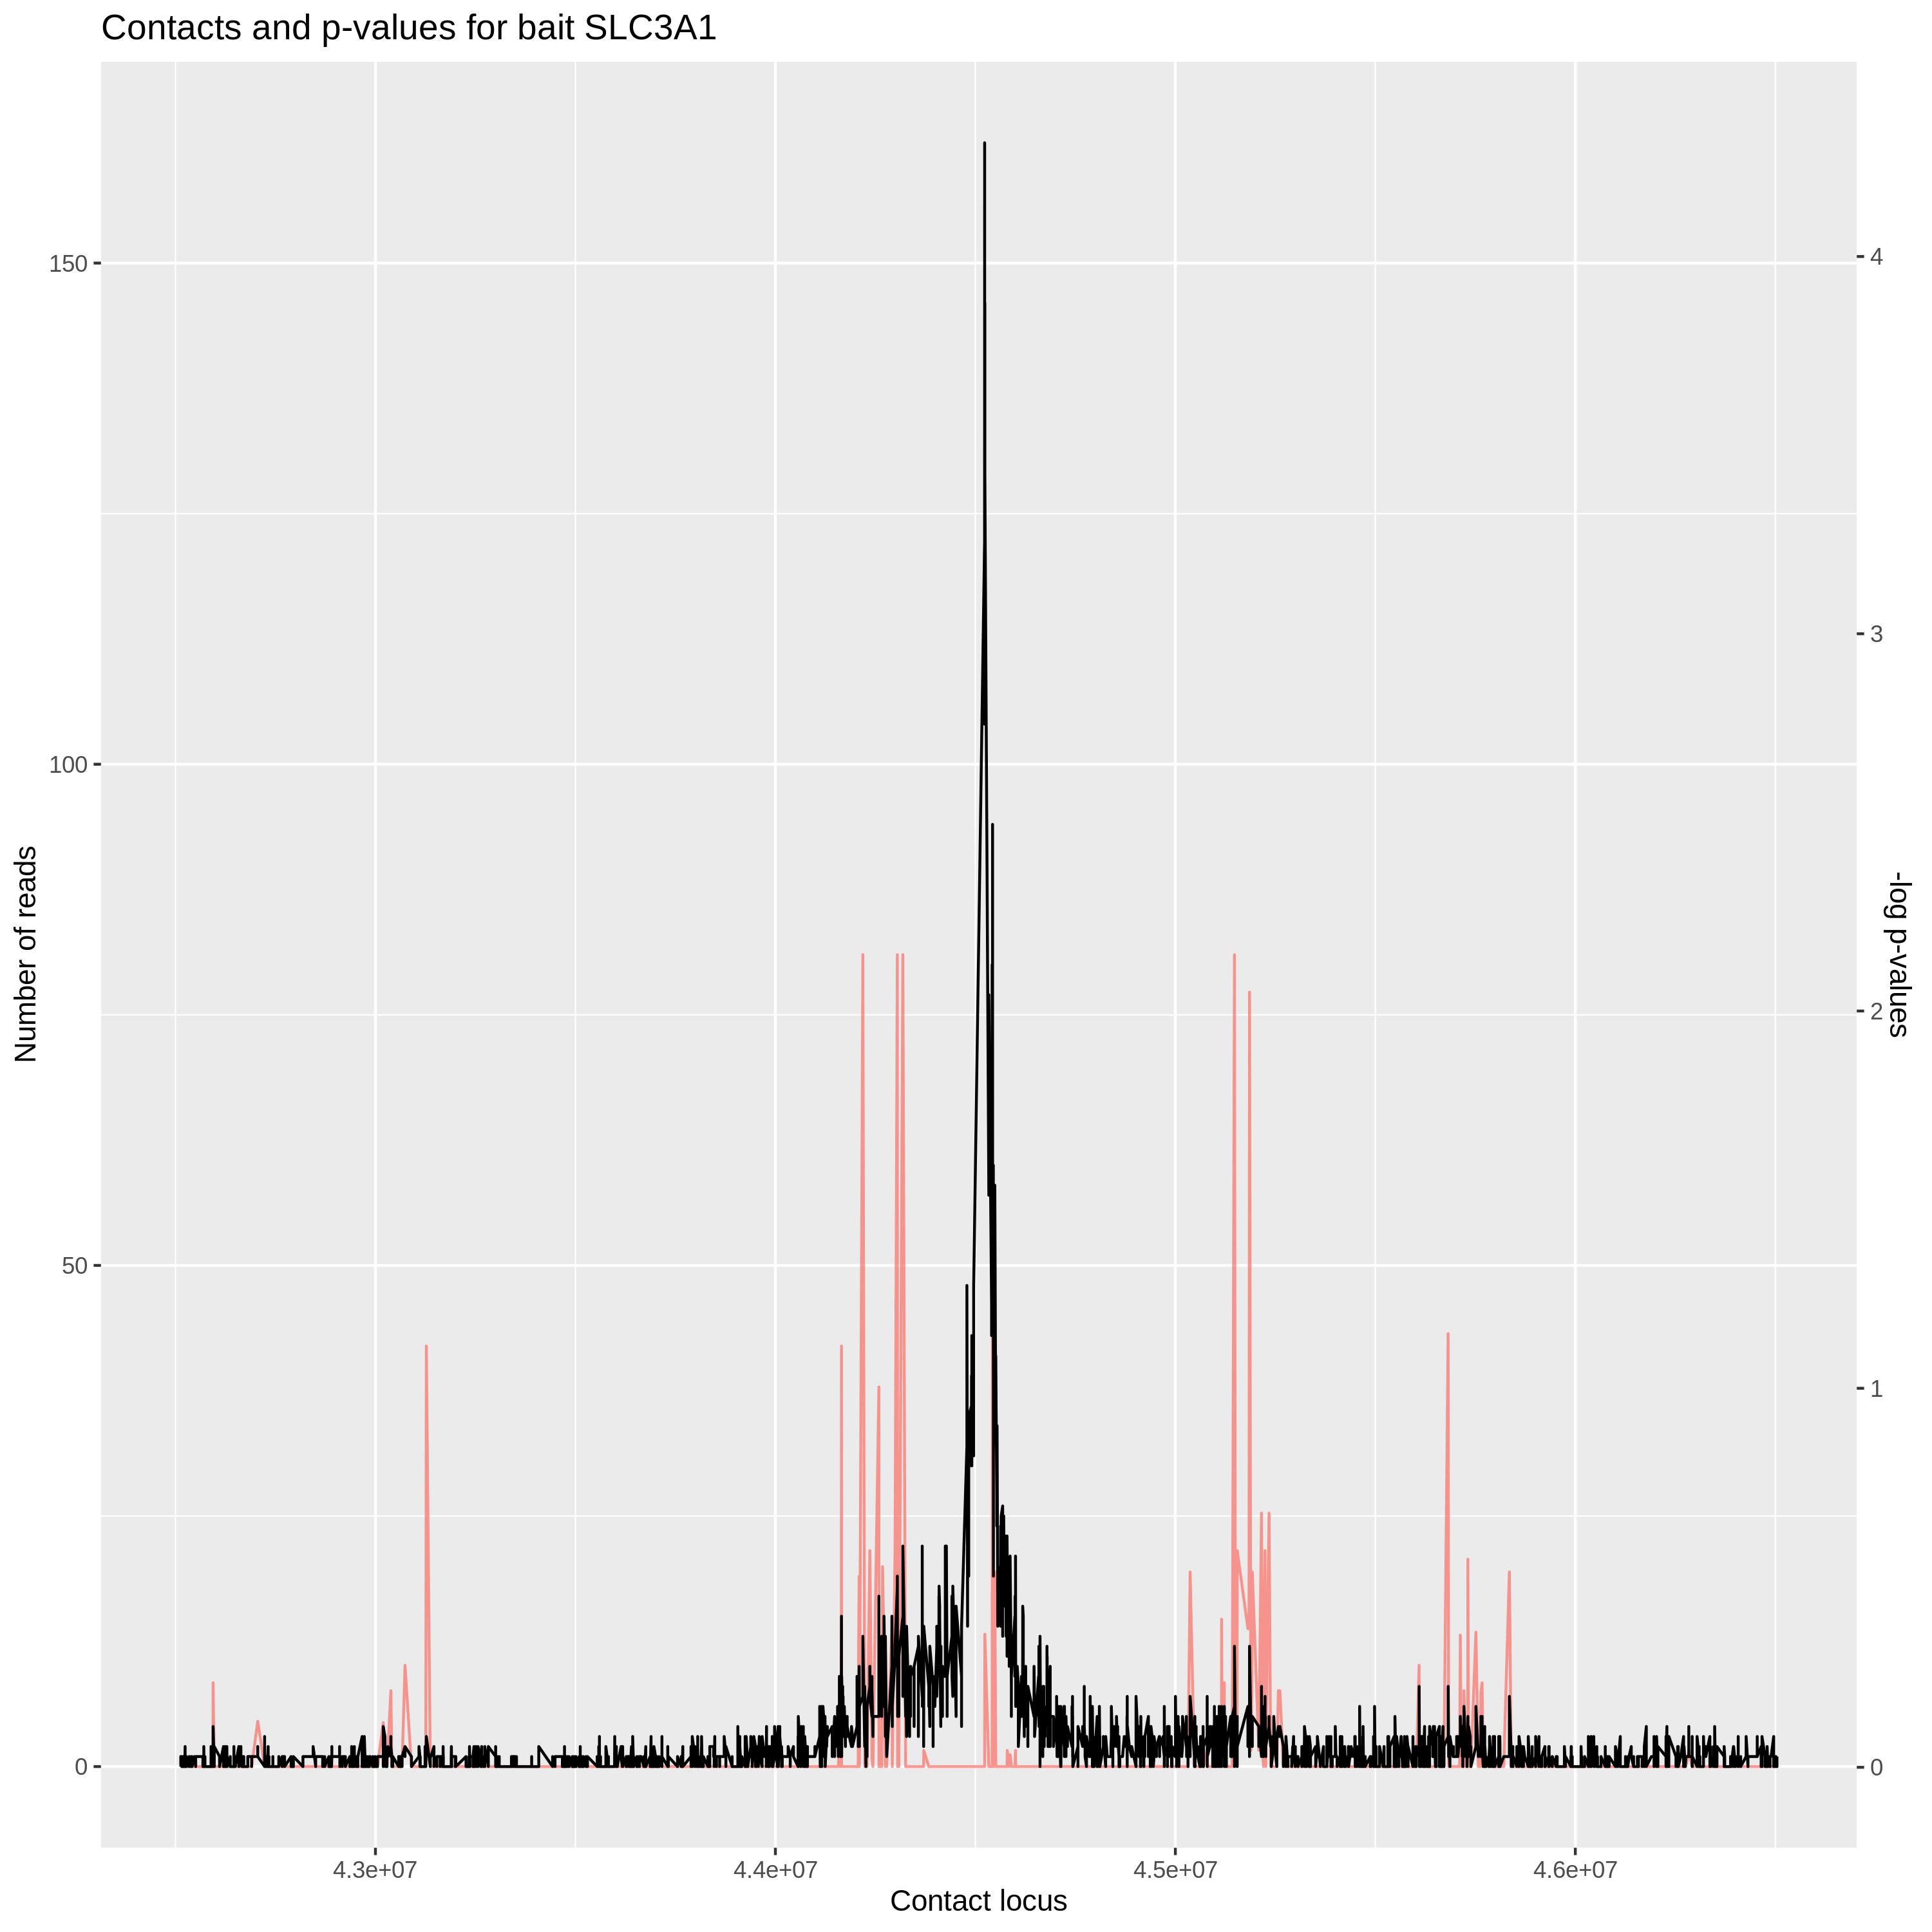 Contacts and p-values for bait SLC3A1
150
100
50
0
Number of reads
4
3
2
1
0
-log p-values
4.3e+07 4.4e+07 4.5e+07 4.6e+07
Contact locus